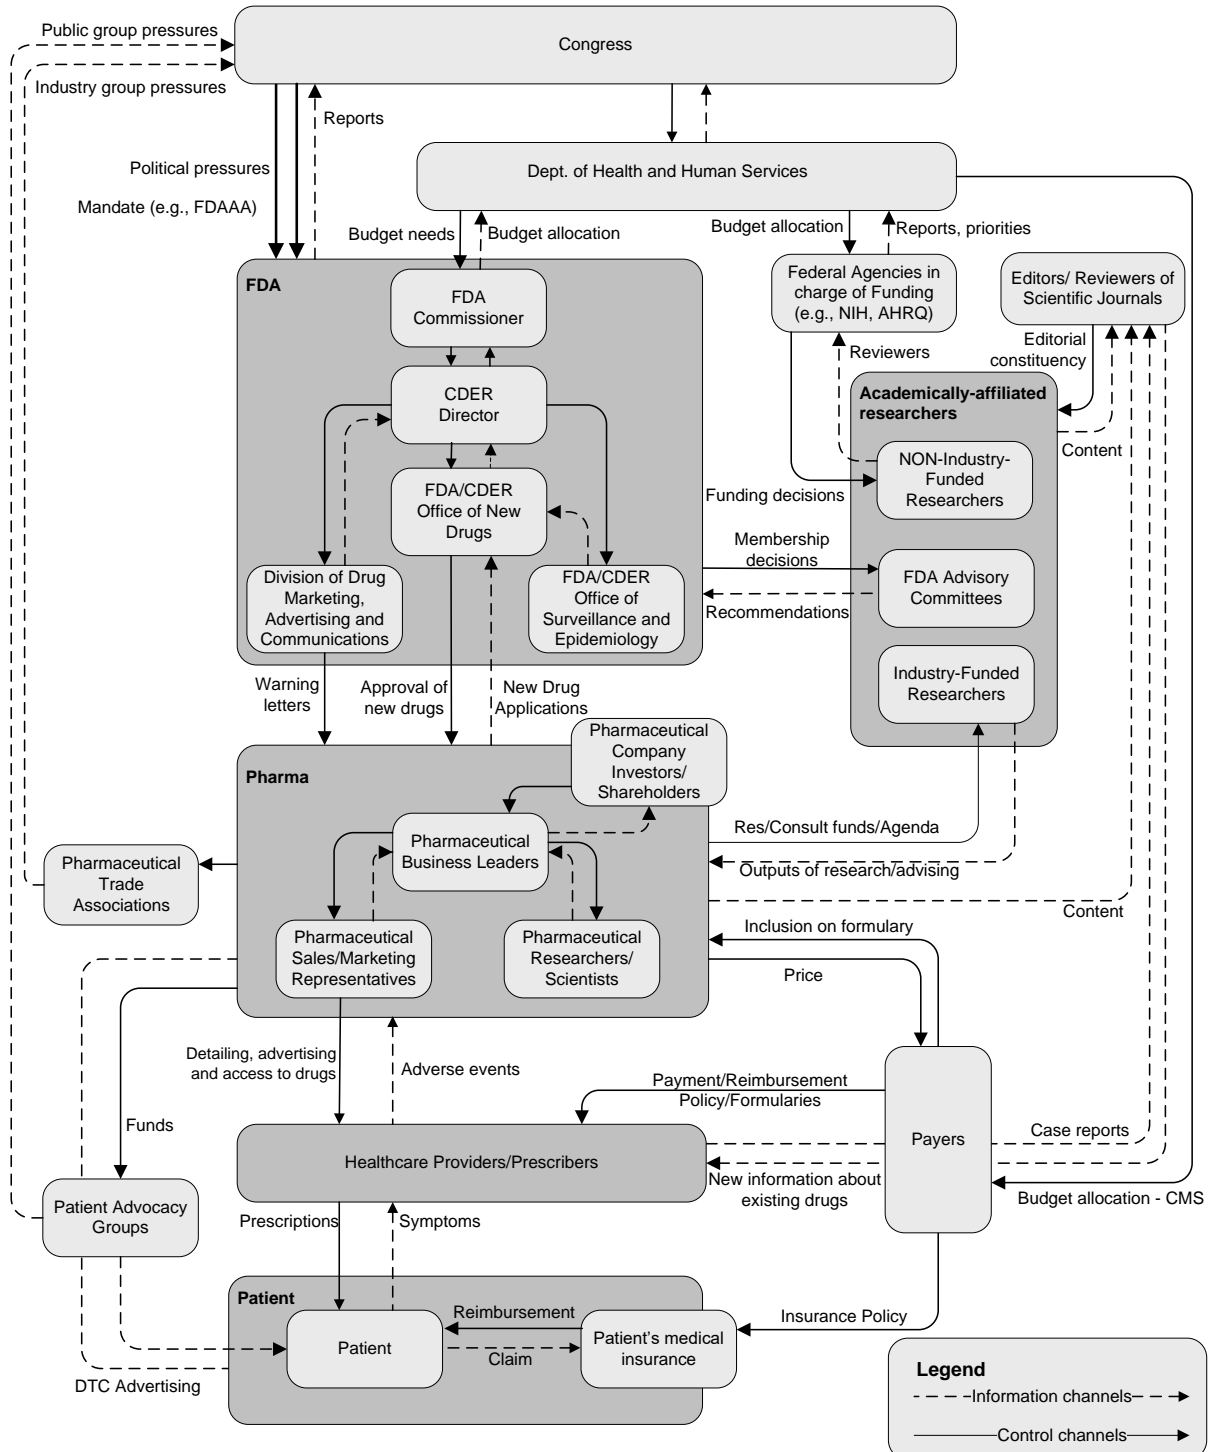 Public group pressures
Congress
Industry group pressures
Reports
Political pressures
Dept. of Health and Human Services
Mandate (e.g., FDAAA)
Budget needs
Budget allocation
Budget allocation
Reports, priorities
FDA
FDA
Commissioner
Federal Agencies in
charge of Funding
(e.g., NIH, AHRQ)
Editors/ Reviewers of
Scientific Journals
Reviewers
Editorial
constituency
CDER
Director
Academically-affiliated
researchers
Content
NON-Industry-
Funded
Researchers
FDA/CDER
Office of New
Drugs
Funding decisions
Membership
decisions
Division of Drug
Marketing,
Advertising and
Communications
FDA/CDER
Office of
Surveillance and
Epidemiology
FDA Advisory
Committees
Recommendations
Industry-Funded
Researchers
Warning
letters
Approval of
new drugs
New Drug
Applications
Pharma
Pharmaceutical
Company
Investors/
Shareholders
Pharmaceutical
Business Leaders
Res/Consult funds/Agenda
Pharmaceutical
Trade
Associations
Outputs of research/advising
Content
Inclusion on formulary
Pharmaceutical
Sales/Marketing
Representatives
Pharmaceutical
Researchers/
Scientists
Price
Detailing, advertising
and access to drugs
Adverse events
Payment/Reimbursement
Policy/Formularies
Funds
Payers
Case reports
Healthcare Providers/Prescribers
New information about
existing drugs
Budget allocation - CMS
Patient Advocacy
Groups
Prescriptions
Symptoms
Patient
Reimbursement
Insurance Policy
Patient
Patient's medical
insurance
Claim
DTC Advertising
Legend
Information channels
Control channels